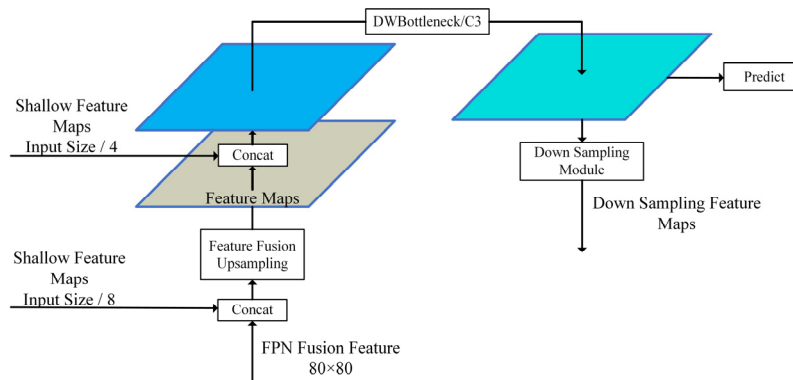 DWBottleneck/C3
Shallow Feature
Maps
Input Size / 4
Concat
Feature Maps
Feature Fusion
Upsampling
Shallow Feature
Maps
Input Size / 8
Concat
FPN Fusion Feature
80×80
Predict
Down Sampling
Module
Down Sampling Feature
Maps